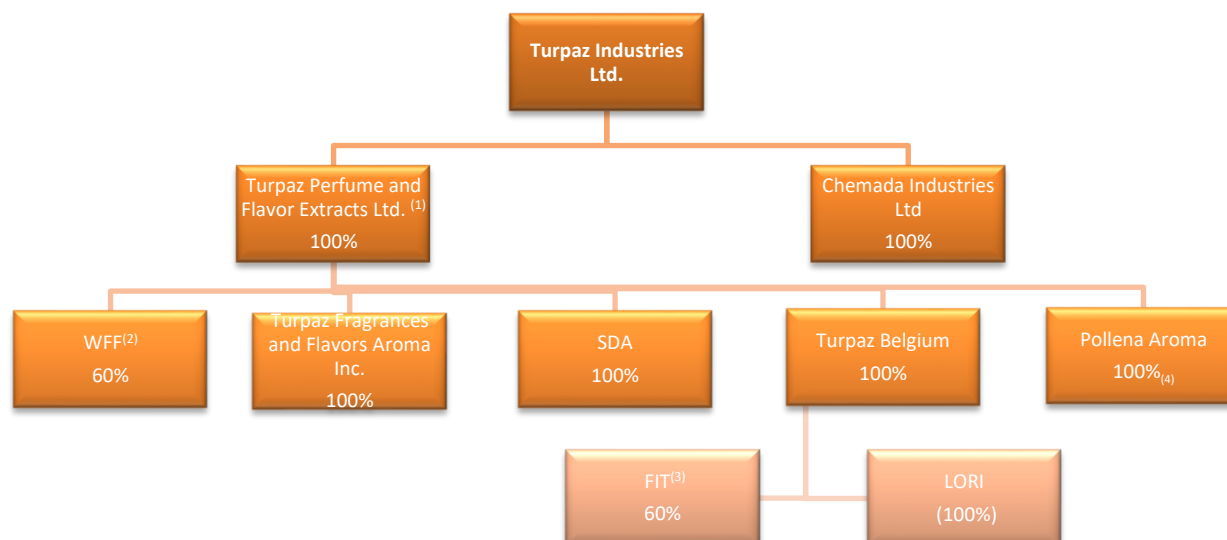 Turpaz Industries
Ltd.
Turpaz Perfume and
Flavor Extracts Ltd. (1)
100%
Chemada Industries
Ltd
100%
WFF(2)
60%
Turpaz Fragrances
and Flavors Aroma
Inc.
100%
SDA
100%
Turpaz Belgium
100%
Pollena Aroma
100%(4)
FIT(3)
60%
LORI
(100%)